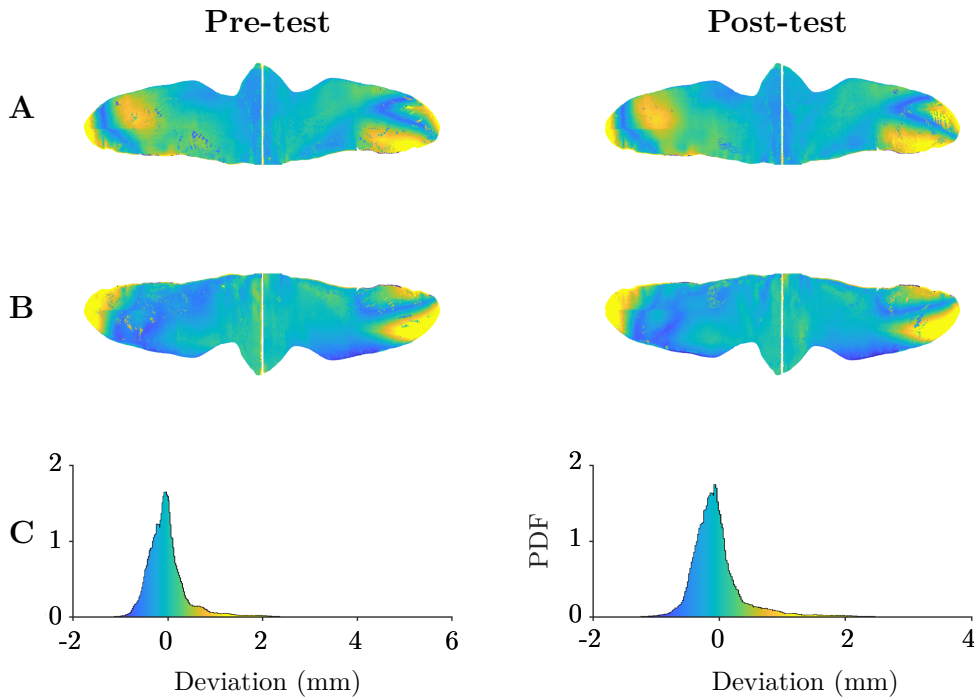 Pre-test Post-test
A
B
C
2
1
0
-2 0 2 4 6
Deviation (mm)
PDF
2
1
0
-2 0 2 4
Deviation (mm)